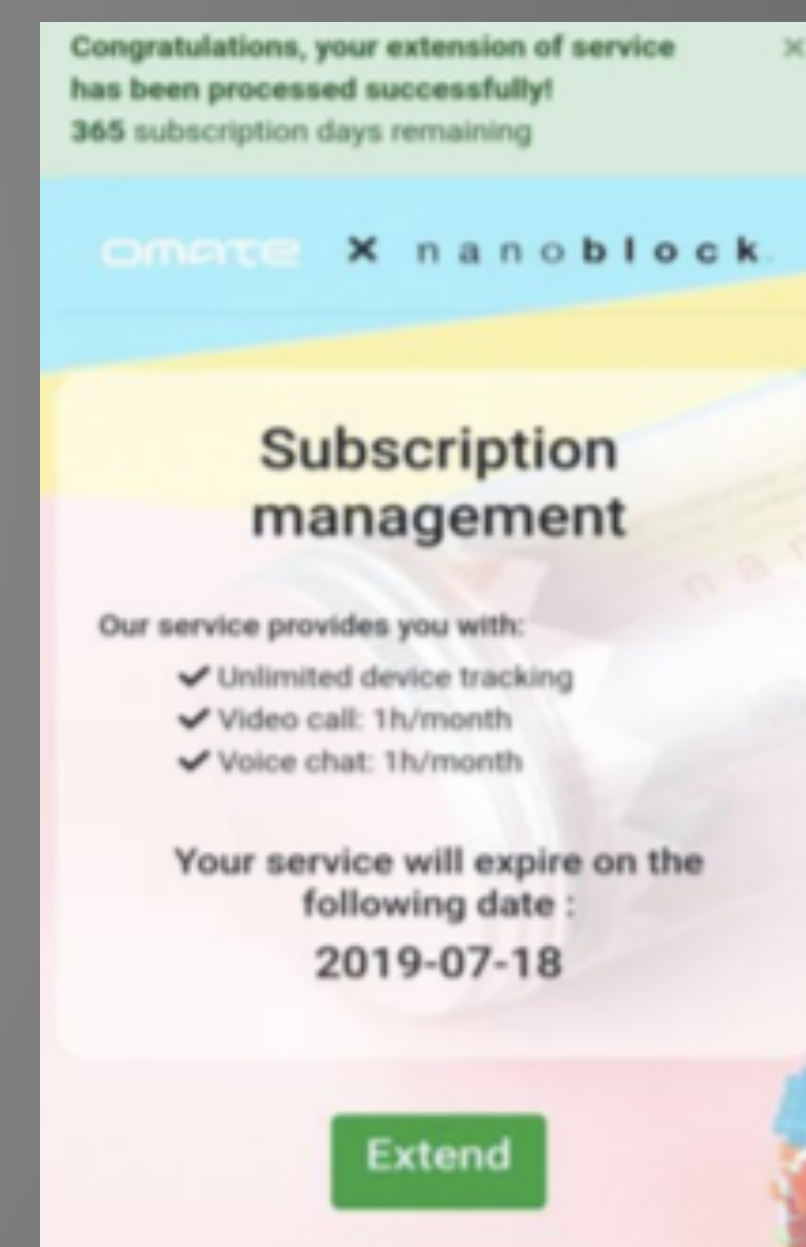 Congratulations, your extension of service
has been processed successfully!
365 subscription days remaining
×
omate × nanoblock.
Subscription
management
Our service provides you with:
✔ Unlimited device tracking
✔ Video call: 1h/month
✔ Voice chat: 1h/month
Your service will expire on the
following date :
2019-07-18
Extend